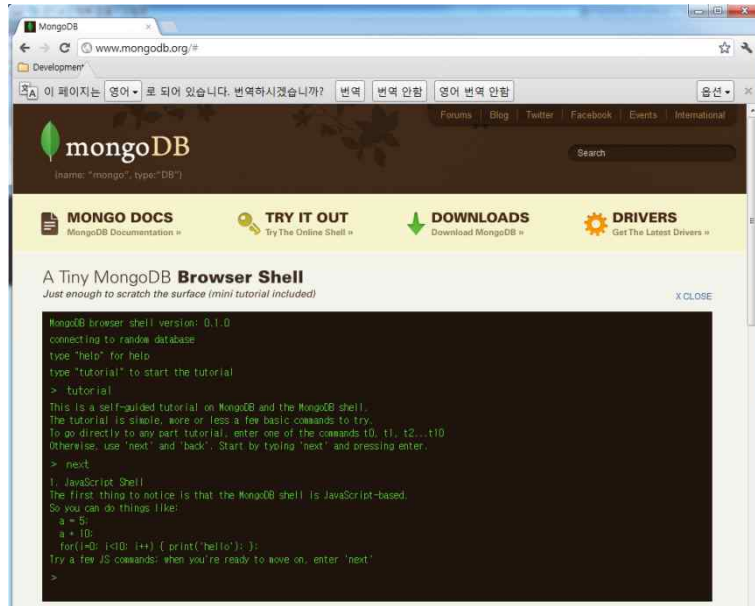 MongoDB
www.mongodb.org/#
Development
이 페이지는 영어 로 되어 있습니다. 번역하시겠습니까? 번역 번역 안함 영어 번역 안함 옵션
Forums Blog Twitter Facebook Events International
mongoDB
Search
{name: "mongo", type:"DB"}
MONGO DOCS
MongoDB Documentation »
TRY IT OUT
Try The Online Shell »
DOWNLOADS
Download MongoDB »
DRIVERS
Get The Latest Drivers »
A Tiny MongoDB Browser Shell
Just enough to scratch the surface (mini tutorial included)
X CLOSE
MongoDB browser shell version: 0.1.0
connecting to random database
type "help" for help
type "tutorial" to start the tutorial
> tutorial
This is a self-guided tutorial on MongoDB and the MongoDB shell.
The tutorial is simple, more or less a few basic commands to try.
To go directly to any part tutorial, enter one of the commands t0, t1, t2...t10
Otherwise, use 'next' and 'back'. Start by typing 'next' and pressing enter.
> next
1. JavaScript Shell
The first thing to notice is that the MongoDB shell is JavaScript-based.
So you can do things like:
a = 5;
a * 10;
for(i=0; i<10; i++) { print('hello'); };
Try a few JS commands; when you're ready to move on, enter 'next'
>